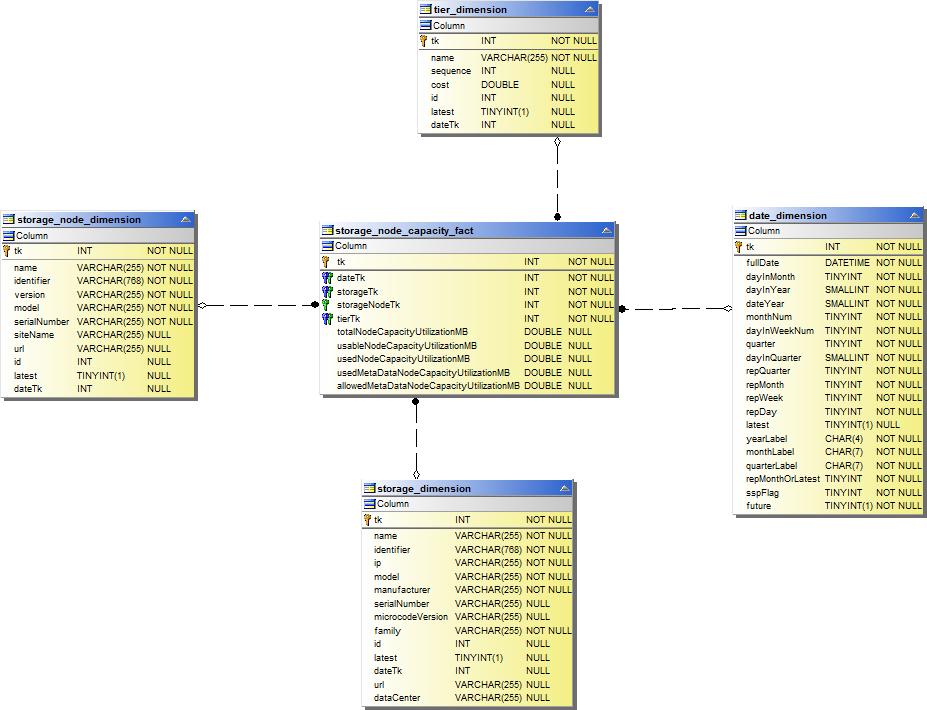 tier_dimension
Column
tk INT NOT NULL
name VARCHAR(255) NOT NULL
sequence INT NULL
cost DOUBLE NULL
id INT NULL
latest TINYINT(1) NULL
dateTk INT NULL
storage_node_dimension
Column
tk INT NOT NULL
name VARCHAR(255) NOT NULL
identifier VARCHAR(768) NOT NULL
version VARCHAR(255) NOT NULL
model VARCHAR(255) NOT NULL
serialNumber VARCHAR(255) NOT NULL
siteName VARCHAR(255) NULL
url VARCHAR(255) NULL
id INT NULL
latest TINYINT(1) NULL
dateTk INT NULL
storage_node_capacity_fact
Column
tk INT NOT NULL
dateTk INT NOT NULL
storageTk INT NOT NULL
storageNodeTk INT NOT NULL
tierTk INT NOT NULL
totalNodeCapacityUtilizationMB DOUBLE NULL
usableNodeCapacityUtilizationMB DOUBLE NULL
usedNodeCapacityUtilizationMB DOUBLE NULL
usedMetaDataNodeCapacityUtilizationMB DOUBLE NULL
allowedMetaDataNodeCapacityUtilizationMB DOUBLE NULL
date_dimension
Column
tk INT NOT NULL
fullDate DATETIME NOT NULL
dayInMonth TINYINT NOT NULL
dayInYear SMALLINT NOT NULL
dateYear SMALLINT NOT NULL
monthNum TINYINT NOT NULL
dayInWeekNum TINYINT NOT NULL
quarter TINYINT NOT NULL
dayInQuarter SMALLINT NOT NULL
repQuarter TINYINT NOT NULL
repMonth TINYINT NOT NULL
repWeek TINYINT NOT NULL
repDay TINYINT NOT NULL
latest TINYINT(1) NULL
yearLabel CHAR(4) NOT NULL
monthLabel CHAR(7) NOT NULL
quarterLabel CHAR(7) NOT NULL
repMonthOrLatest TINYINT NOT NULL
sspFlag TINYINT NOT NULL
future TINYINT(1) NOT NULL
storage_dimension
Column
tk INT NOT NULL
name VARCHAR(255) NOT NULL
identifier VARCHAR(768) NOT NULL
ip VARCHAR(255) NOT NULL
model VARCHAR(255) NOT NULL
manufacturer VARCHAR(255) NOT NULL
serialNumber VARCHAR(255) NULL
microcodeVersion VARCHAR(255) NULL
family VARCHAR(255) NOT NULL
id INT NULL
latest TINYINT(1) NULL
dateTk INT NULL
url VARCHAR(255) NULL
dataCenter VARCHAR(255) NULL